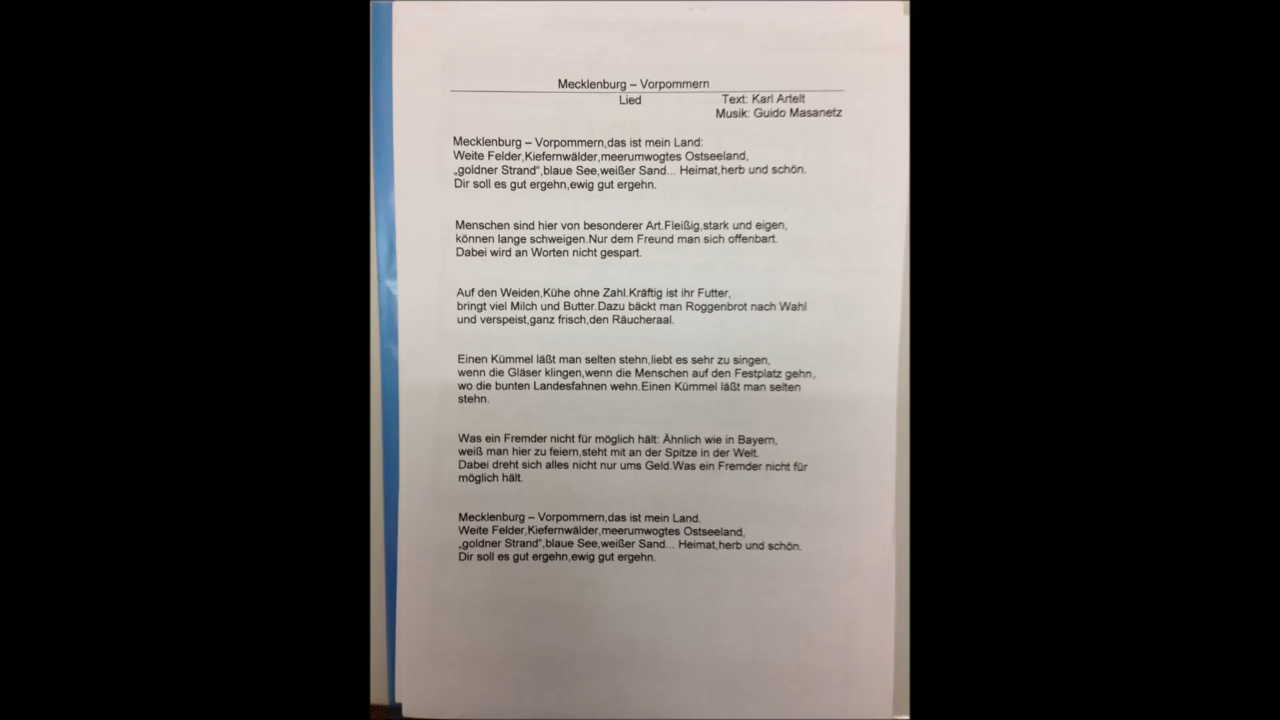 Mecklenburg – Vorpommern
Lied
Text: Karl Artelt
Musik: Guido Masanetz
Mecklenburg – Vorpommern,das ist mein Land:
Weite Felder,Kiefernwälder,meerumwogtes Ostseeland,
„goldner Strand“,blaue See,weißer Sand... Heimat,herb und schön.
Dir soll es gut ergehn,ewig gut ergehn.
Menschen sind hier von besonderer Art.Fleißig,stark und eigen,
können lange schweigen.Nur dem Freund man sich offenbart.
Dabei wird an Worten nicht gespart.
Auf den Weiden,Kühe ohne Zahl.Kräftig ist ihr Futter,
bringt viel Milch und Butter.Dazu bäckt man Roggenbrot nach Wahl
und verspeist,ganz frisch,den Räucheraal.
Einen Kümmel läßt man selten stehn,liebt es sehr zu singen,
wenn die Gläser klingen,wenn die Menschen auf den Festplatz gehn,
wo die bunten Landesfahnen wehn.Einen Kümmel läßt man selten
stehn.
Was ein Fremder nicht für möglich hält: Ähnlich wie in Bayern,
weiß man hier zu feiern,steht mit an der Spitze in der Welt.
Dabei dreht sich alles nicht nur ums Geld.Was ein Fremder nicht für
möglich hält.
Mecklenburg – Vorpommern,das ist mein Land.
Weite Felder,Kiefernwälder,meerumwogtes Ostseeland,
„goldner Strand“,blaue See,weißer Sand... Heimat,herb und schön.
Dir soll es gut ergehn,ewig gut ergehn.